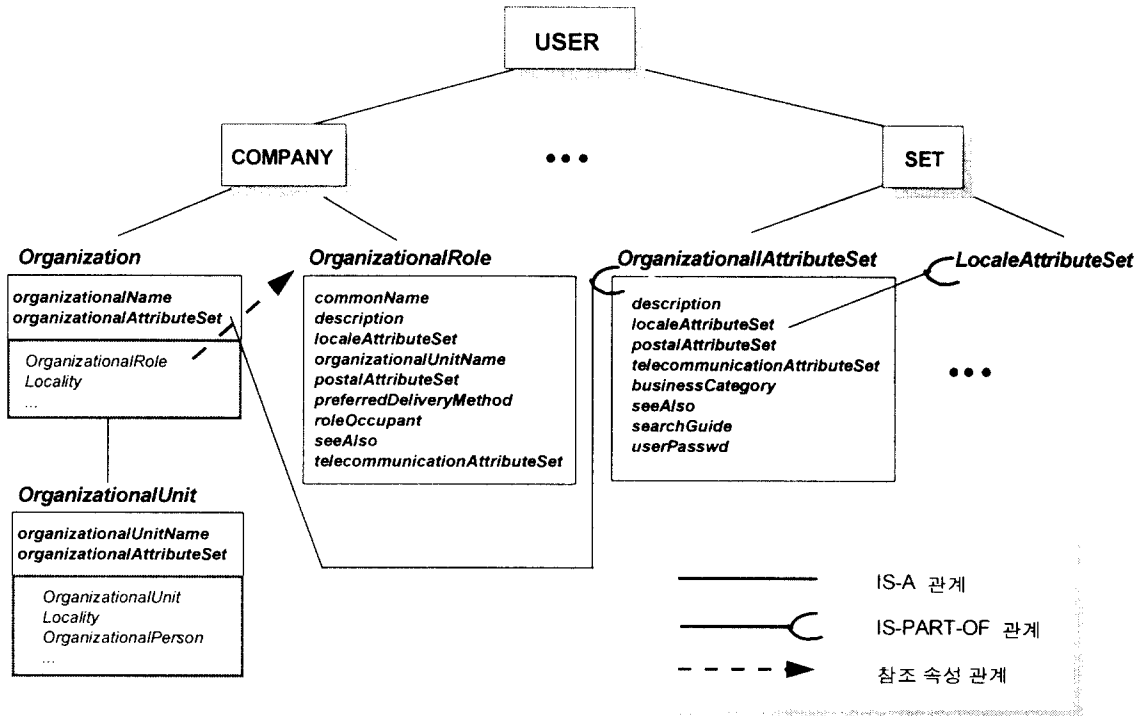 USER
COMPANY
•••
SET
Organization
organizationalName
organizationalAttributeSet
OrganizationalRole
Locality
...
OrganizationalUnit
organizationalUnitName
organizationalAttributeSet
OrganizationalUnit
Locality
OrganizationalPerson
...
OrganizationalRole
commonName
description
localeAttributeSet
organizationalUnitName
postalAttributeSet
preferredDeliveryMethod
roleOccupant
seeAlso
telecommunicationAttributeSet
OrganizationallAttributeSet
description
localeAttributeSet
postalAttributeSet
telecommunicationAttributeSet
businessCategory
seeAlso
searchGuide
userPasswd
LocaleAttributeSet
•••
IS-A 관계
IS-PART-OF 관계
참조 속성 관계